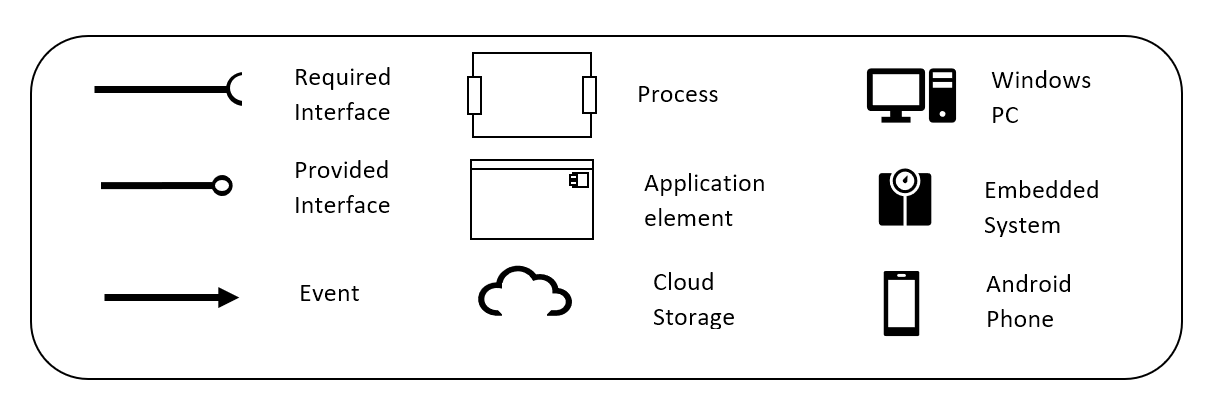 Required
Interface
Process
Windows
PC
Provided
Interface
Application
element
Embedded
System
Event
Cloud
Storage
Android
Phone